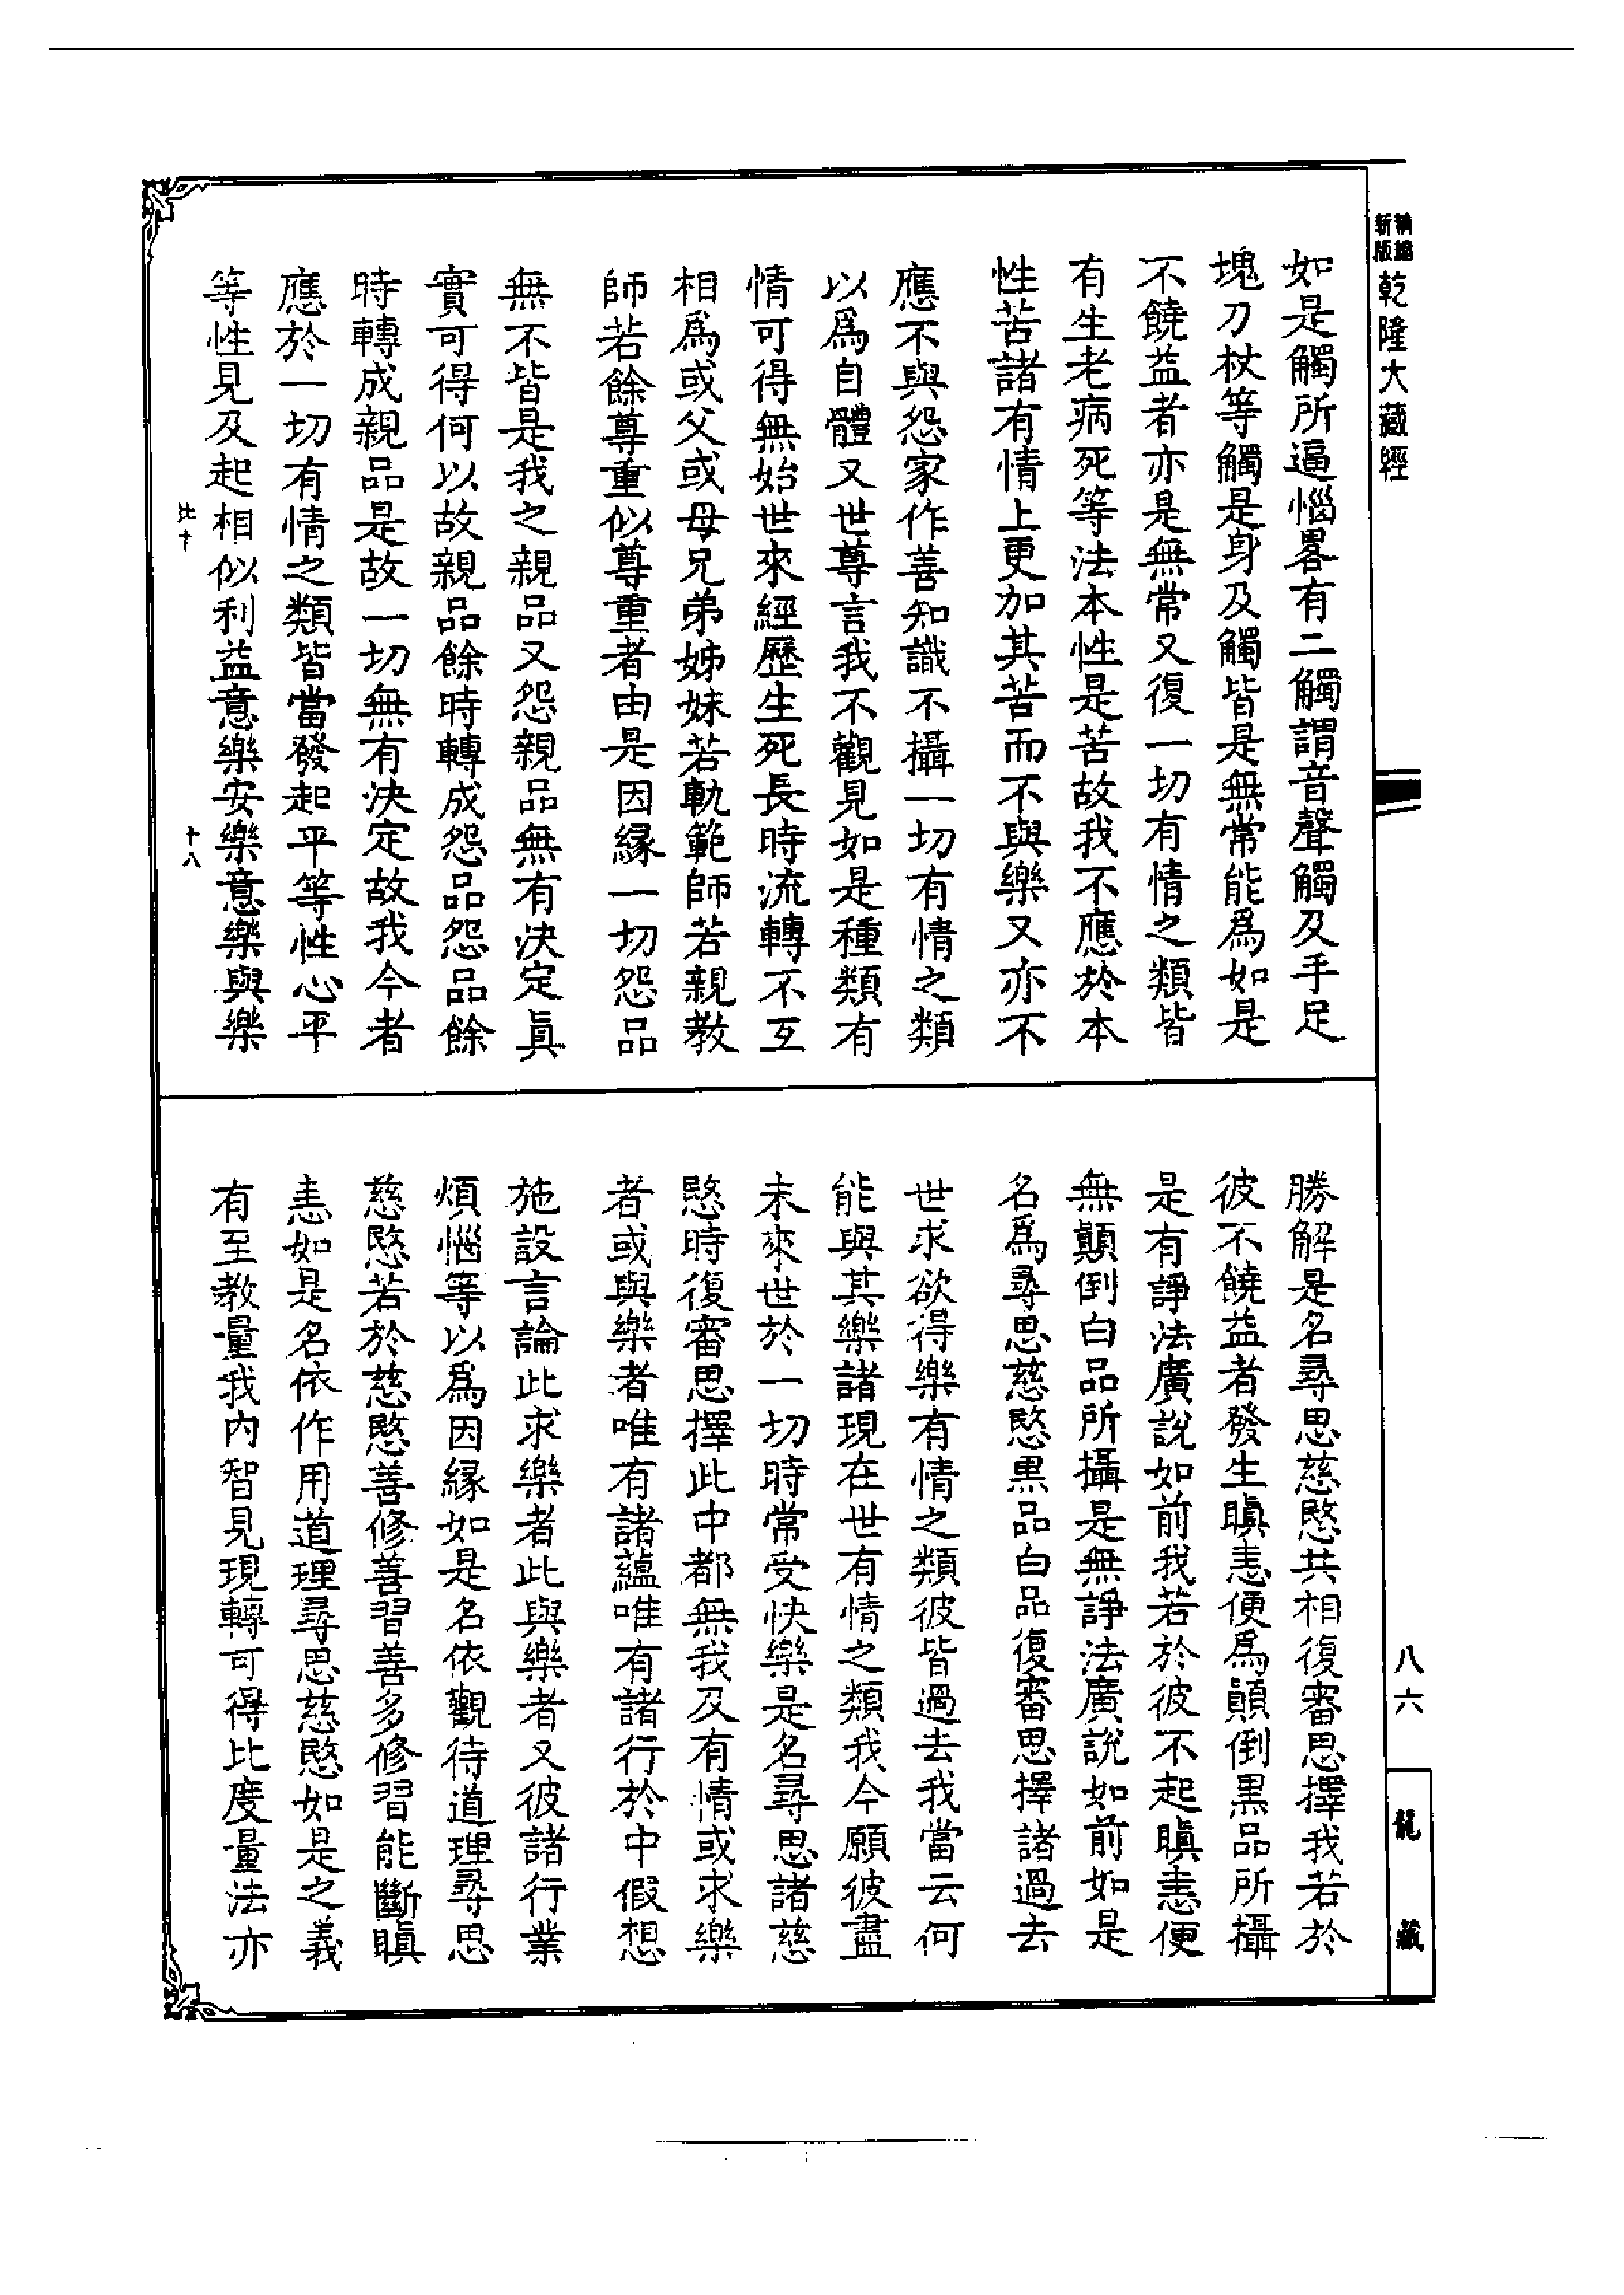 新版精縮乾隆大藏經
如是觸所逼惱畧有二觸謂音聲觸及手足
塊刀杖等觸是身及觸皆是無常能爲如是
不饒益者亦是無常又復一切有情之類皆
有生老病死等法本性是苦故我不應於本
性苦諸有情上更加其苦而不與樂又亦不
應不與怨家作善知識不攝一切有情之類
以爲自體又世尊言我不觀見如是種類有
情可得無始世來經歷生死長時流轉不互
相爲或父或母兄弟姊妹若軌範師若親教
師若餘尊重似尊重者由是因緣一切怨品
無不皆是我之親品又怨親品無有決定真
實可得何以故親品餘時轉成怨品怨品餘
時轉成親品是故一切無有決定故我今者
應於一切有情之類皆當發起平等性心平
等性見及起相似利益意樂安樂意樂與樂
比十
十八
勝解是名尋思慈愍共相復審思擇我若於
彼不饒益者發生瞋恚便爲顚倒黑品所攝
是有諍法廣說如前我若於彼不起瞋恚便
無顚倒白品所攝是無諍法廣說如前如是
名爲尋思慈愍黑品白品復審思擇諸過去
世求欲得樂有情之類彼皆過去我當云何
能與其樂諸現在世有情之類我今願彼盡
未來世於一切時常受快樂是名尋思諸慈
愍時復審思擇此中都無我及有情或求樂
者或與樂者唯有諸蘊唯有諸行於中假想
施設言論此求樂者此與樂者又彼諸行業
煩惱等以爲因緣如是名依觀待道理尋思
慈愍若於慈愍善修善習善多修習能斷瞋
恚如是名依作用道理尋思慈愍如是之義
有至教量我內智見現轉可得比度量法亦
八六
龍藏